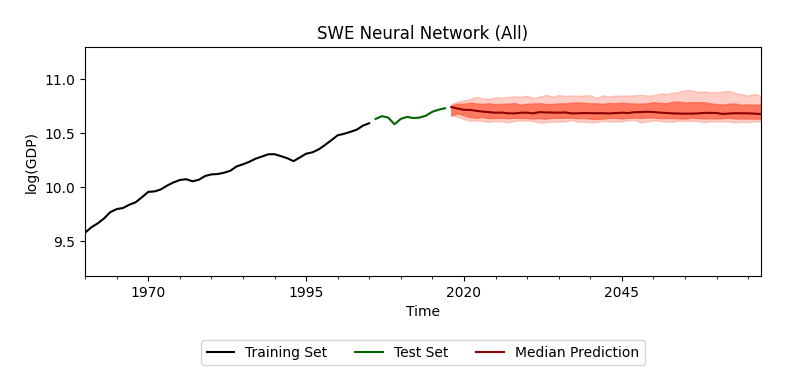 SWE Neural Network (All)
log(GDP)
11.0
10.5
10.0
9.5
1970 1995 2020 2045
Time
Training Set Test Set Median Prediction